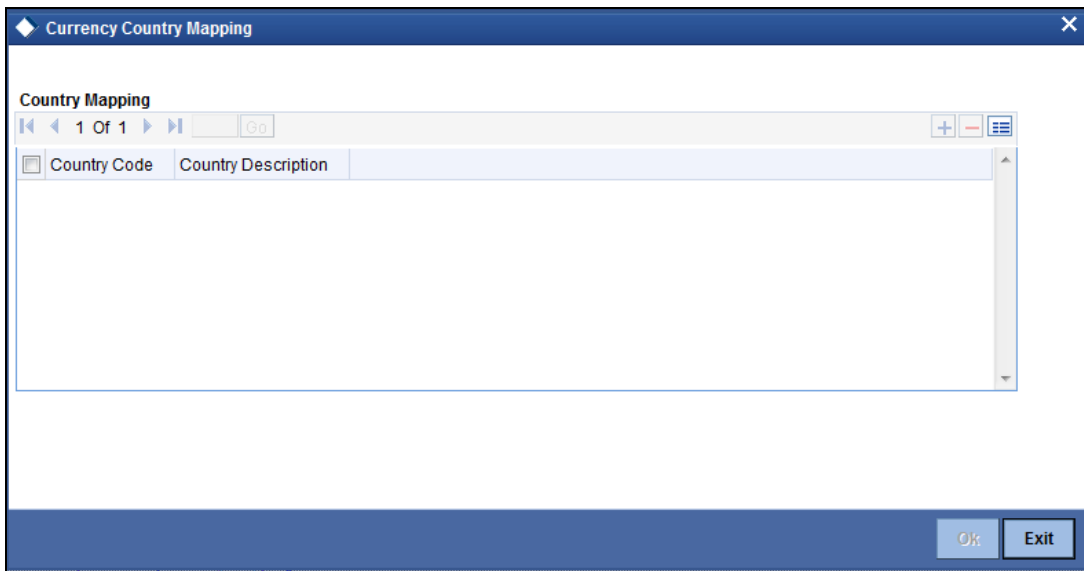 Currency Country Mapping
Country Mapping
1 Of 1 Go
Country Code Country Description
Ok Exit